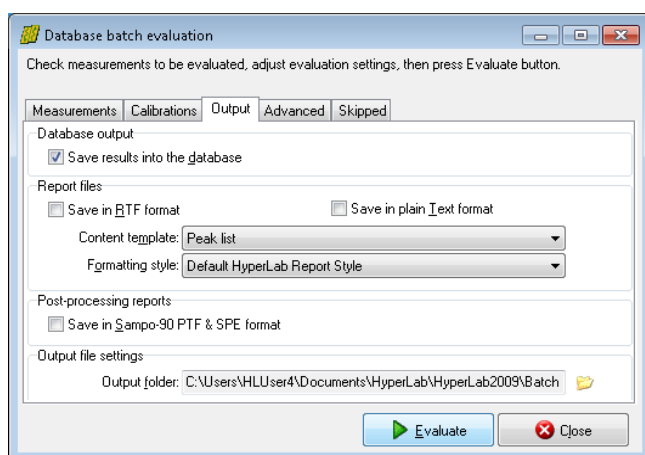 Database batch evaluation
Check measurements to be evaluated, adjust evaluation settings, then press Evaluate button.
Measurements Calibrations Output Advanced Skipped
Database output
Save results into the database
Report files
Save in RTF format Save in plain Text format
Content template: Peak list
Formatting style: Default HyperLab Report Style
Post-processing reports
Save in Sampo-90 PTF & SPE format
Output file settings
Output folder: C:\Users\HLUser4\Documents\HyperLab\HyperLab2009\Batch
Evaluate Close